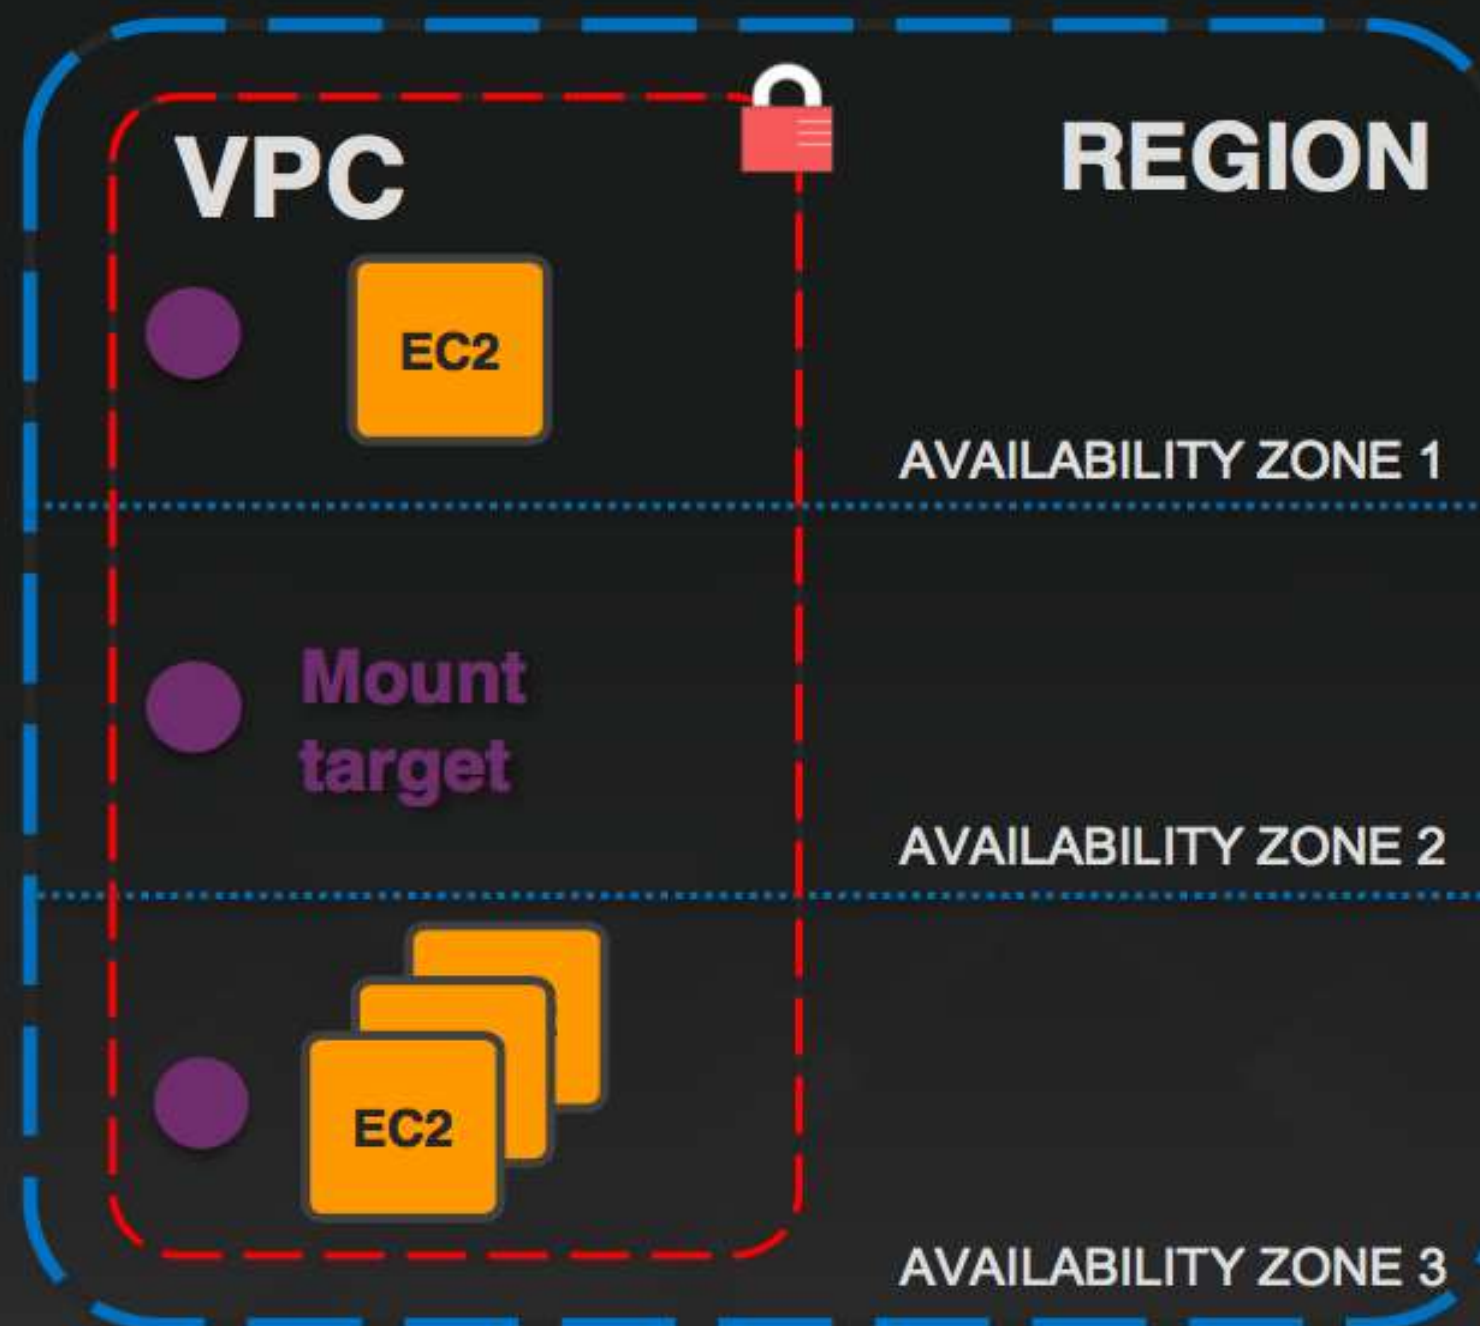 VPC
REGION
EC2
AVAILABILITY ZONE 1
Mount
target
AVAILABILITY ZONE 2
EC2
AVAILABILITY ZONE 3